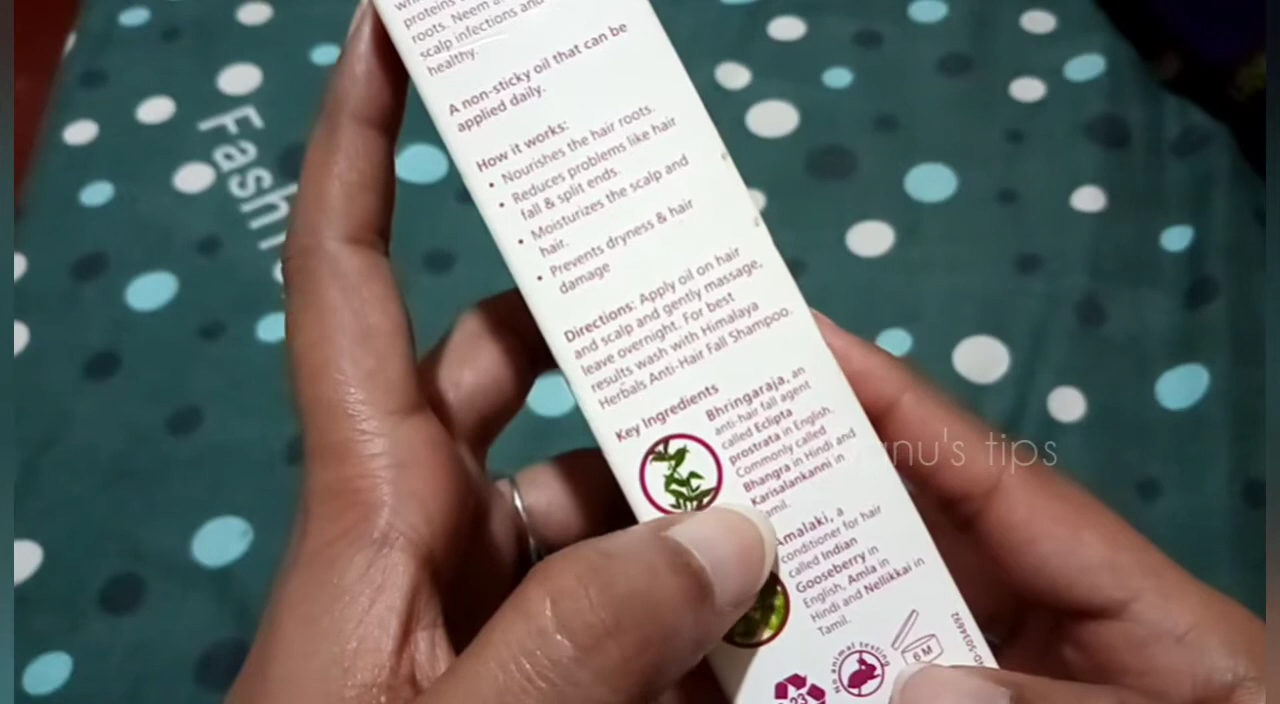 proteins
roots. Neem
scalp infections and
healthy.
A non-sticky oil that can be
applied daily.
How it works:
• Nourishes the hair roots.
• Reduces problems like hair
fall & split ends.
• Moisturizes the scalp and
hair.
• Prevents dryness & hair
damage
Directions: Apply oil on hair
and scalp and gently massage,
leave overnight. For best
results wash with Himalaya
Herbals Anti-Hair Fall Shampoo.
Key Ingredients
Bhringaraja, an
anti-hair fall agent
called Eclipta
prostrata in English.
Commonly called
Bhangra in Hindi and
Karisalankanni in
Tamil.
Amalaki, a
conditioner for hair
called Indian
Gooseberry in
English, Amla in
Hindi and Nellikkai in
Tamil.
No animal testing
6 M
23
Fash
nu's tips